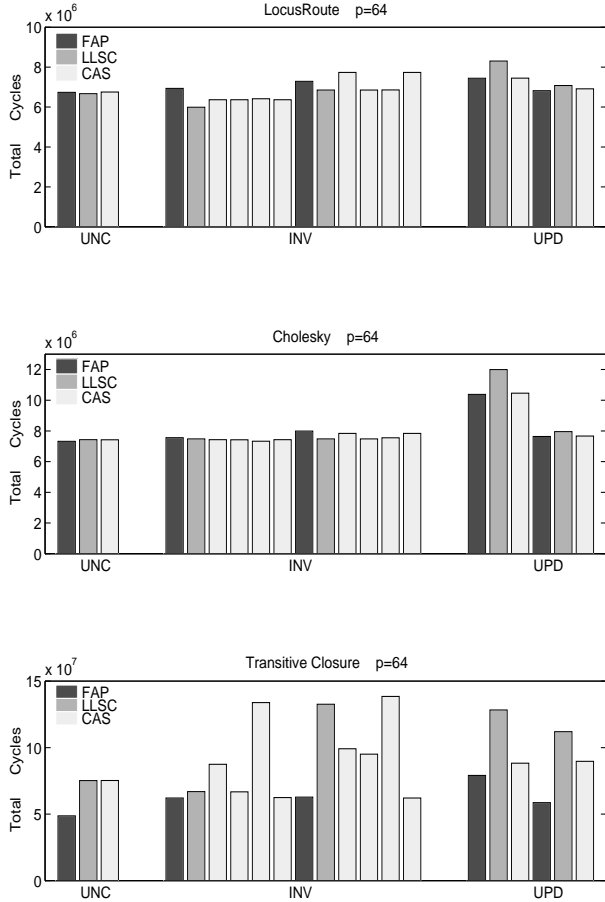 LocusRoute p=64
x 10^6
10
8
6
4
2
0
Total Cycles
FAP
LLSC
CAS
UNC INV UPD
Cholesky p=64
x 10^6
12
10
8
6
4
2
0
Total Cycles
FAP
LLSC
CAS
UNC INV UPD
Transitive Closure p=64
x 10^7
15
10
5
0
Total Cycles
FAP
LLSC
CAS
UNC INV UPD